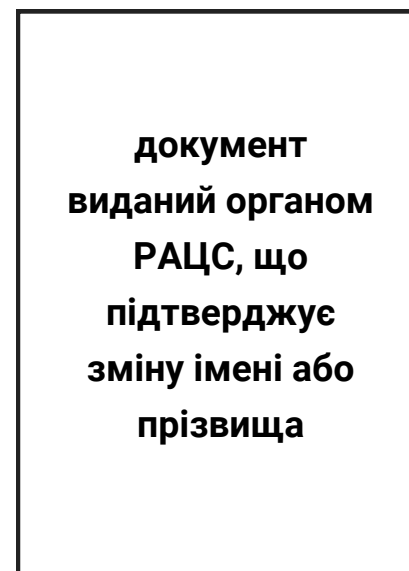 документ
виданий органом
РАЦС, що
підтверджує
зміну імені або
прізвища